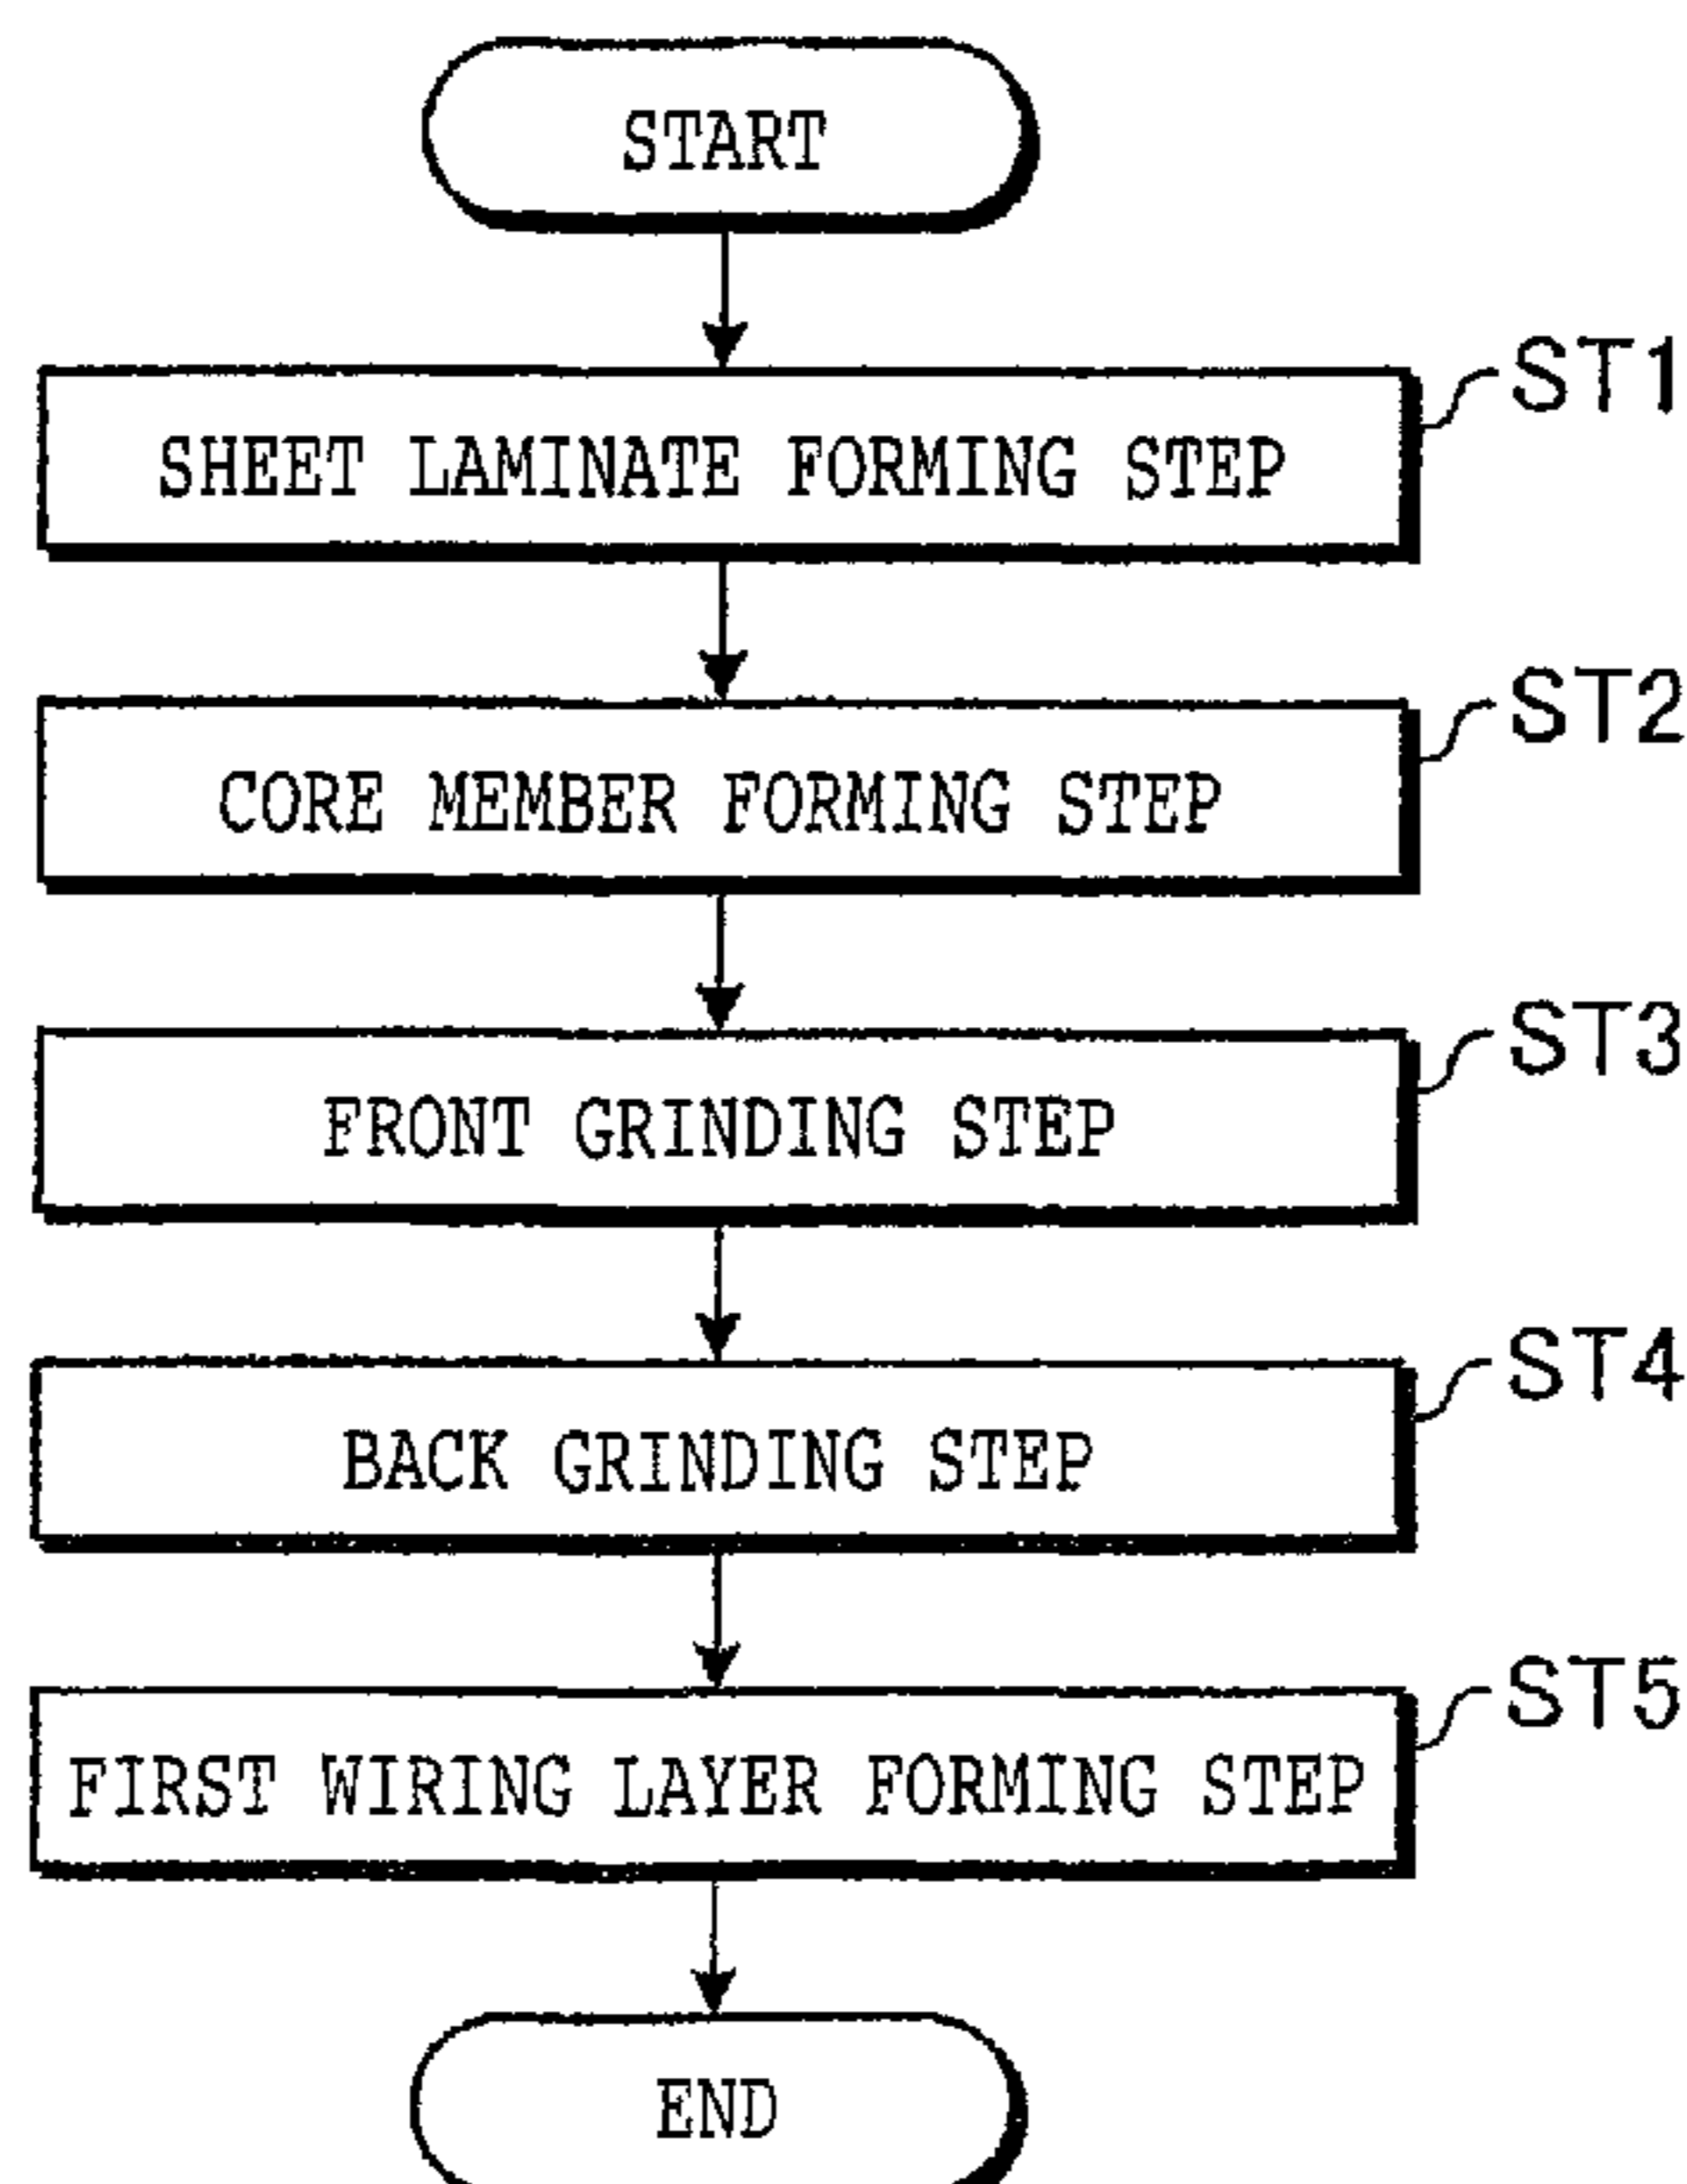 START
SHEET LAMINATE FORMING STEP
ST1
CORE MEMBER FORMING STEP
ST2
FRONT GRINDING STEP
ST3
BACK GRINDING STEP
ST4
FIRST WIRING LAYER FORMING STEP
ST5
END